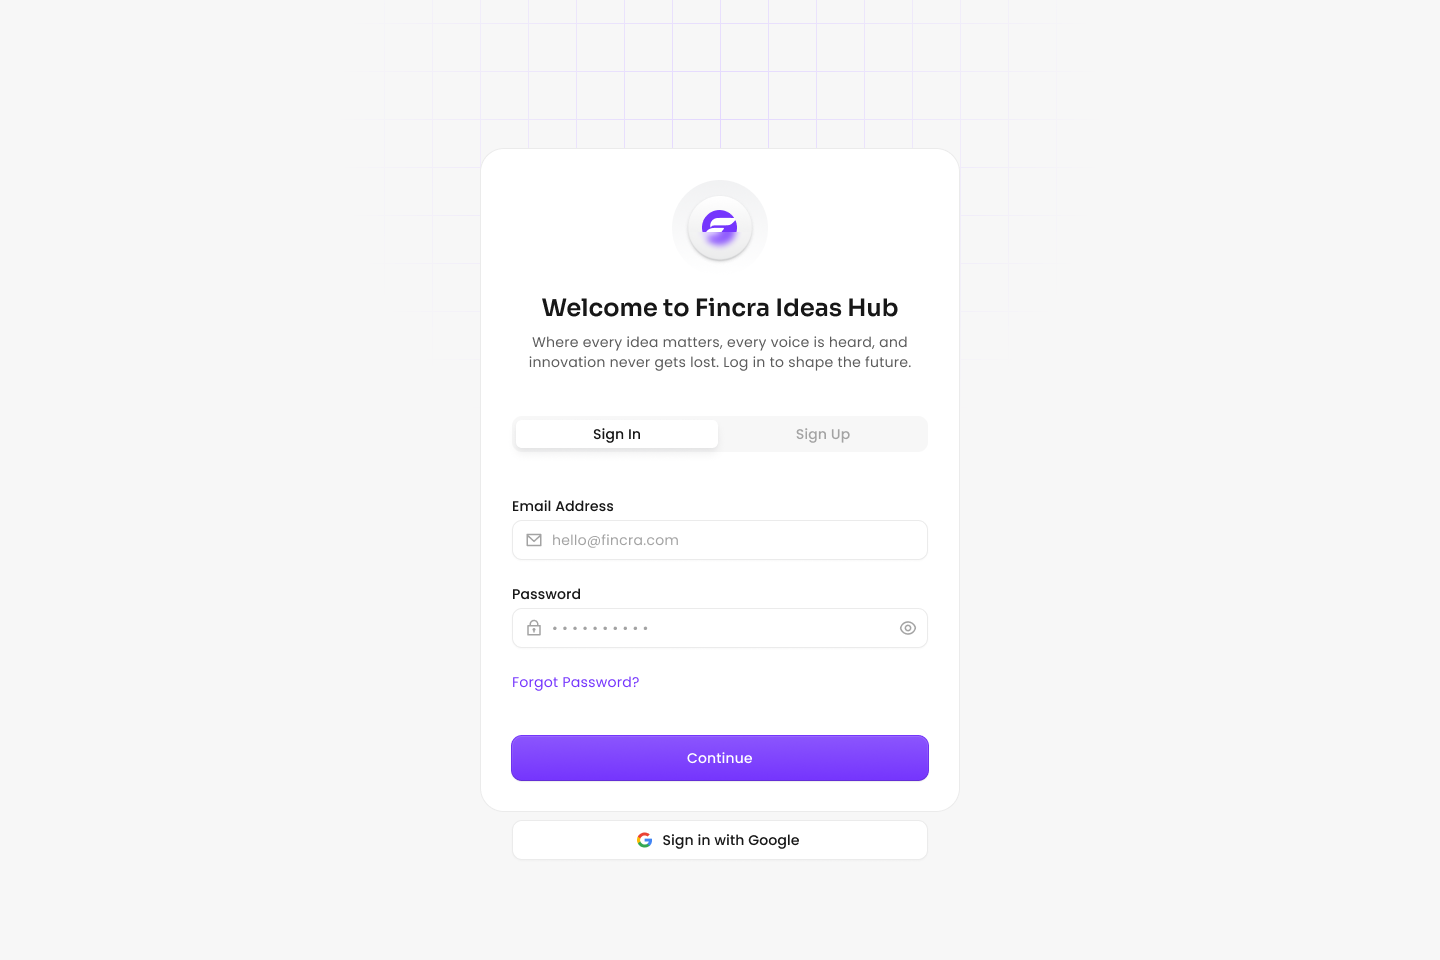 Welcome to Fincra Ideas Hub
Where every idea matters, every voice is heard, and
innovation never gets lost. Log in to shape the future.
Sign In
Sign Up
Email Address
hello@fincra.com
Password
Forgot Password?
Continue
Sign in with Google